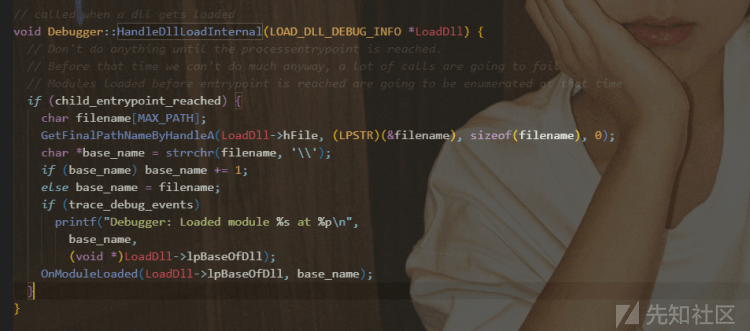 // called when a dll gets loaded
void Debugger::HandleDllLoadInternal(LOAD_DLL_DEBUG_INFO *LoadDll) {
  // Don't do anything until the processentrypoint is reached.
  // Before that time we can't do much anyway, a lot of calls are going to fail
  // Modules loaded before entrypoint is reached are going to be enumerated at that time
  if (child_entrypoint_reached) {
    char filename[MAX_PATH];
    GetFinalPathNameByHandleA(LoadDll->hFile, (LPSTR)(&filename), sizeof(filename), 0);
    char *base_name = strrchr(filename, '\\');
    if (base_name) base_name += 1;
    else base_name = filename;
    if (trace_debug_events)
      printf("Debugger: Loaded module %s at %p\n",
        base_name,
        (void *)LoadDll->lpBaseOfDll);
    OnModuleLoaded(LoadDll->lpBaseOfDll, base_name);
  }
}
先知社区